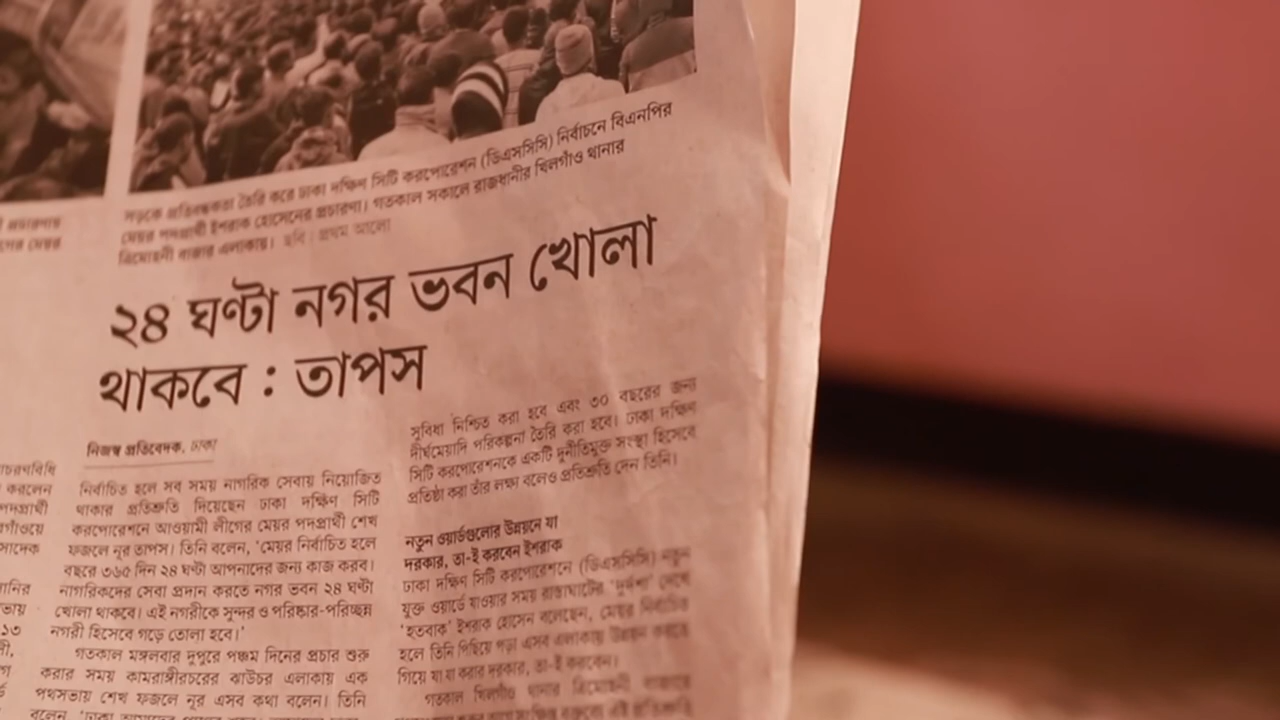 সড়কে প্রতিবন্ধকতা তৈরি করে ঢাকা দক্ষিণ সিটি করপোরেশন (ডিএসসিসি) নির্বাচনে বিএনপির
মেয়র পদপ্রার্থী ইশরাক হোসেনের প্রচারণা। গতকাল সকালে রাজধানীর খিলগাঁও থানার
ত্রিমোহনী বাজার এলাকায়। ছবি : প্রথম আলো
২৪ ঘণ্টা নগর ভবন খোলা
থাকবে : তাপস
নিজস্ব প্রতিবেদক, ঢাকা
নির্বাচিত হলে সব সময় নাগরিক সেবায় নিয়োজিত
থাকার প্রতিশ্রুতি দিয়েছেন ঢাকা দক্ষিণ সিটি
করপোরেশনে আওয়ামী লীগের মেয়র পদপ্রার্থী শেখ
ফজলে নূর তাপস। তিনি বলেন, ‘মেয়র নির্বাচিত হলে
বছরে ৩৬৫ দিন ২৪ ঘণ্টা আপনাদের জন্য কাজ করব।
নাগরিকদের সেবা প্রদান করতে নগর ভবন ২৪ ঘণ্টা
খোলা থাকবে। এই নগরীকে সুন্দর ও পরিষ্কার-পরিচ্ছন্ন
নগরী হিসেবে গড়ে তোলা হবে।’
গতকাল মঙ্গলবার দুপুরে পঞ্চম দিনের প্রচার শুরু
করার সময় কামরাঙ্গীরচরের ঝাউচর এলাকায় এক
পথসভায় শেখ ফজলে নূর এসব কথা বলেন। তিনি
বলেন, ‘ঢাকা
সুবিধা নিশ্চিত করা হবে এবং ৩০ বছরের জন্য
দীর্ঘমেয়াদি পরিকল্পনা তৈরি করা হবে। ঢাকা দক্ষিণ
সিটি করপোরেশনকে একটি দুর্নীতিমুক্ত সংস্থা হিসেবে
প্রতিষ্ঠা করা তাঁর লক্ষ্য বলেও প্রতিশ্রুতি দেন তিনি।
নতুন ওয়ার্ডগুলোর উন্নয়নে যা
দরকার, তা-ই করবেন ইশরাক
ঢাকা দক্ষিণ সিটি করপোরেশনে (ডিএসসিসি) নতুন
যুক্ত ওয়ার্ডে যাওয়ার সময় রাস্তাঘাটের ‘দুর্দশা’ দেখে
‘হতবাক’ ইশরাক হোসেন বলেছেন, মেয়র নির্বাচিত
হলে তিনি পিছিয়ে পড়া এসব এলাকায় উন্নয়ন করতে
গিয়ে যা যা করার দরকার, তা-ই করবেন।
গতকাল খিলগাঁও থানার ত্রিমোহনী বাজারে